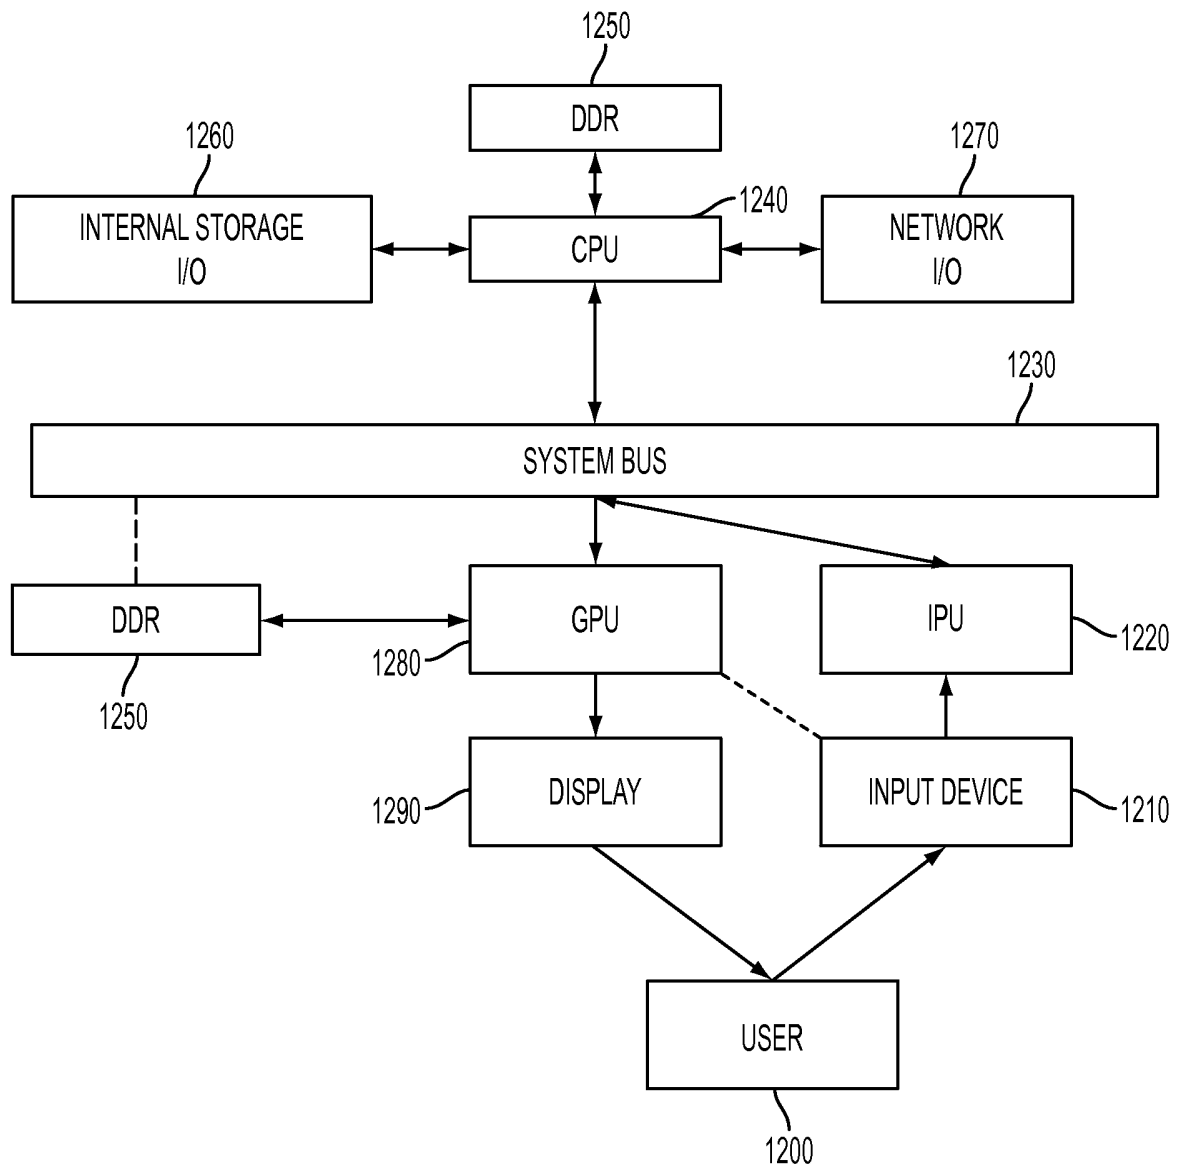 1250
DDR
1260
1270
1240
INTERNAL STORAGE
I/O
CPU
NETWORK
I/O
1230
SYSTEM BUS
DDR
GPU
IPU
1280
1220
1250
DISPLAY
INPUT DEVICE
1290
1210
USER
1200